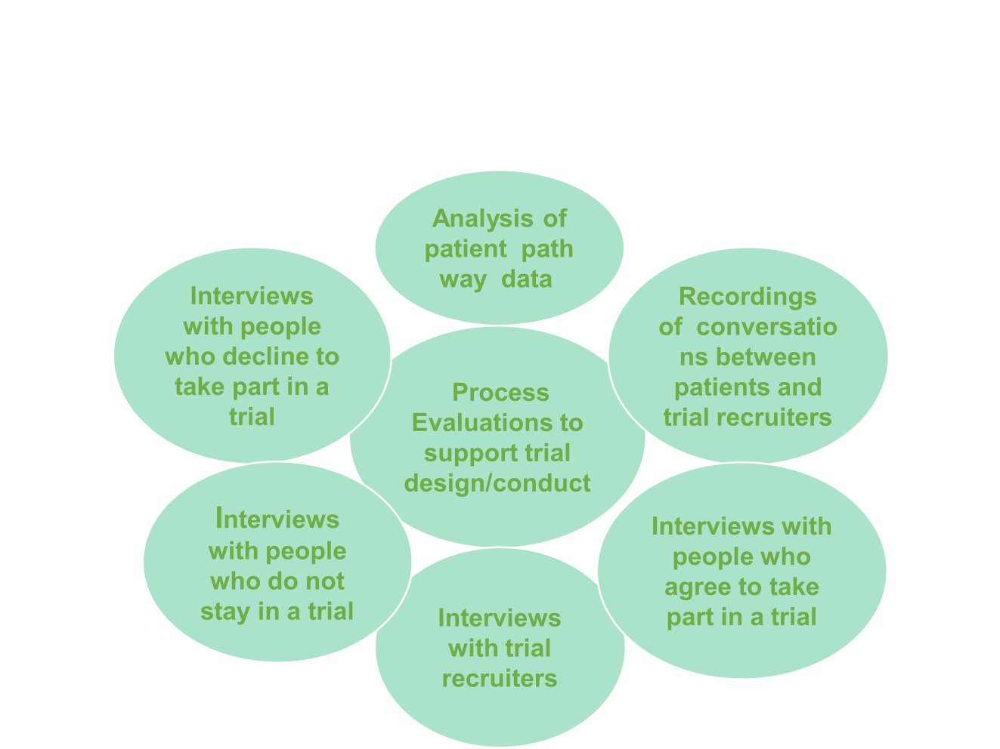 Analysis of
patient path
way data
Interviews
with people
who decline to
take part in a
trial
Recordings
of conversatio
ns between
patients and
trial recruiters
Process
Evaluations to
support trial
design/conduct
Interviews
with people
who do not
stay in a trial
Interviews with
people who
agree to take
part in a trial
Interviews
with trial
recruiters